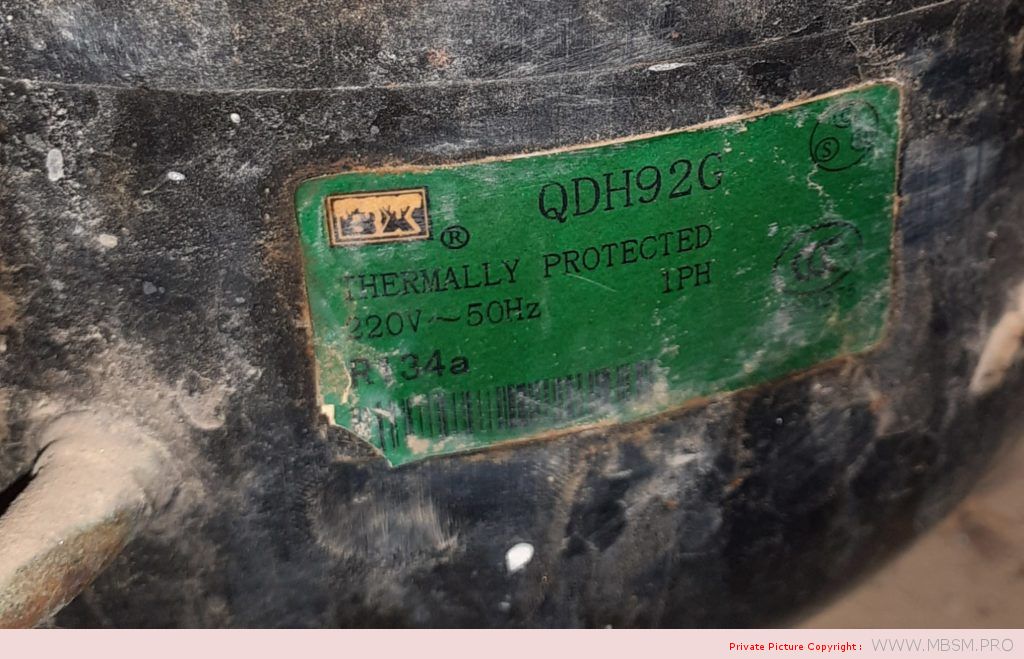 QDH92G
®
THERMALLY PROTECTED
220V~50Hz 1PH
R134a
Private Picture Copyright : WWW.MBSM.PRO